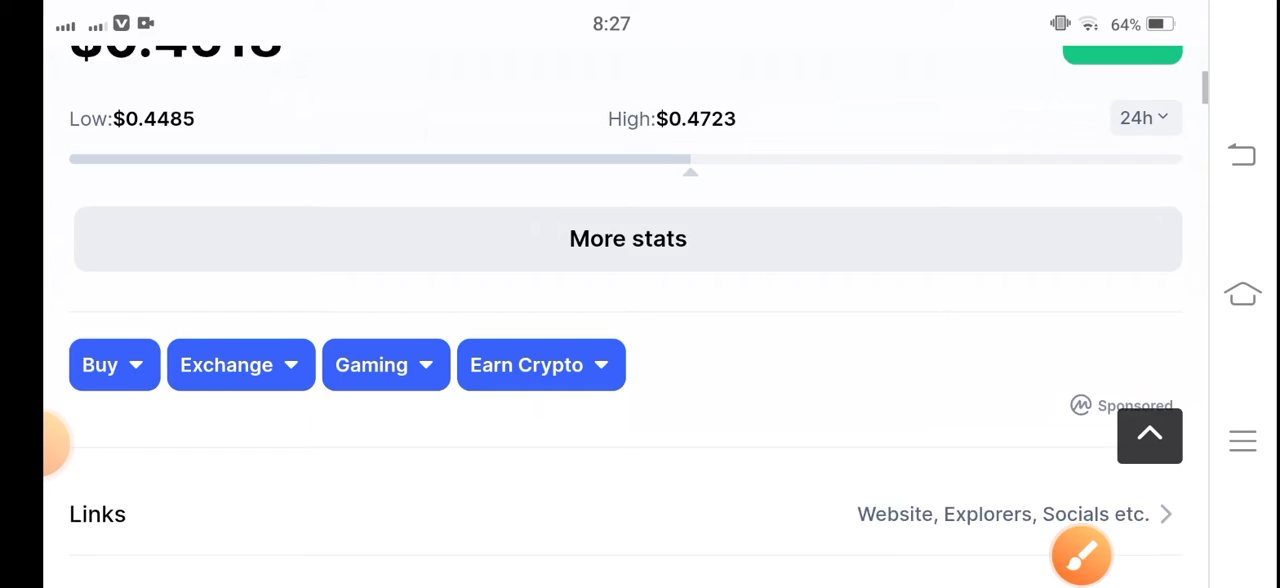 8:27
64%
Low:$0.4485 High:$0.4723 24h
More stats
Buy Exchange Gaming Earn Crypto
Sponsored
Links Website, Explorers, Socials etc.